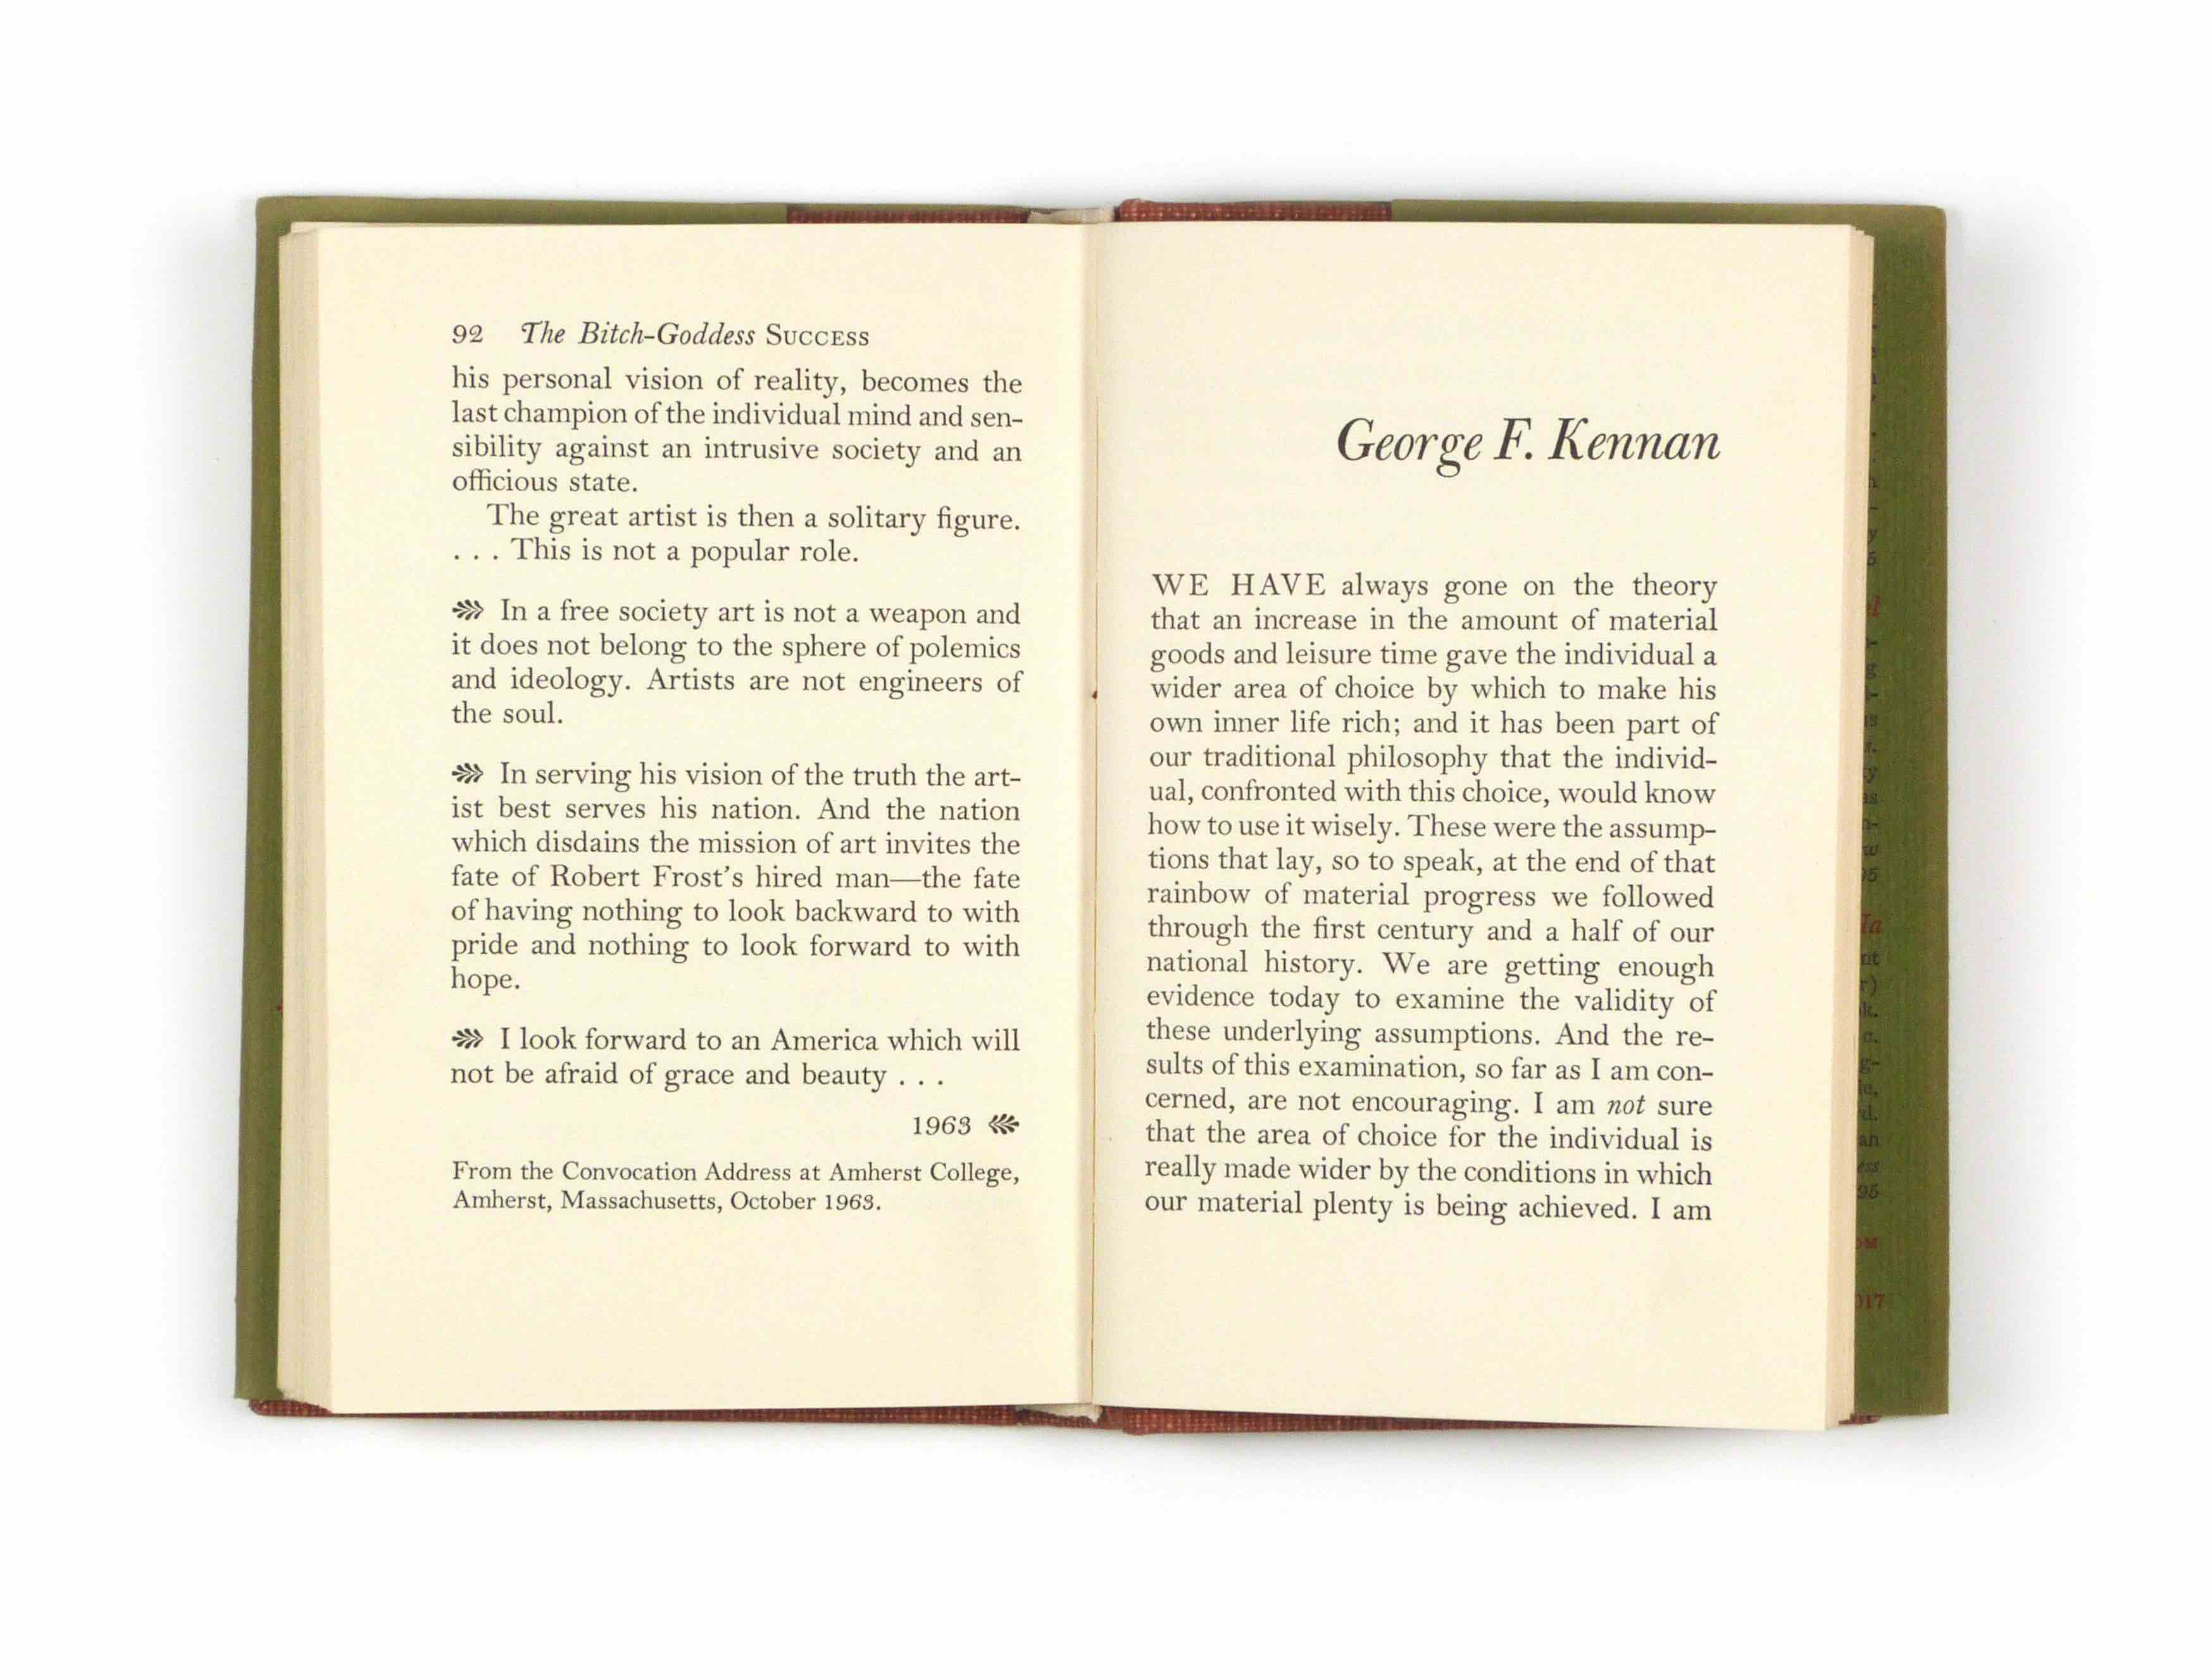 92 The Bitch-Goddess SUCCESS
his personal vision of reality, becomes the
last champion of the individual mind and sen-
sibility against an intrusive society and an
officious state.
The great artist is then a solitary figure.
. . . This is not a popular role.
In a free society art is not a weapon and
it does not belong to the sphere of polemics
and ideology. Artists are not engineers of
the soul.
In serving his vision of the truth the art-
ist best serves his nation. And the nation
which disdains the mission of art invites the
fate of Robert Frost's hired man—the fate
of having nothing to look backward to with
pride and nothing to look forward to with
hope.
I look forward to an America which will
not be afraid of grace and beauty . . .
1963
From the Convocation Address at Amherst College,
Amherst, Massachusetts, October 1963.
George F. Kennan
WE HAVE always gone on the theory
that an increase in the amount of material
goods and leisure time gave the individual a
wider area of choice by which to make his
own inner life rich; and it has been part of
our traditional philosophy that the individ-
ual, confronted with this choice, would know
how to use it wisely. These were the assump-
tions that lay, so to speak, at the end of that
rainbow of material progress we followed
through the first century and a half of our
national history. We are getting enough
evidence today to examine the validity of
these underlying assumptions. And the re-
sults of this examination, so far as I am con-
cerned, are not encouraging. I am not sure
that the area of choice for the individual is
really made wider by the conditions in which
our material plenty is being achieved. I am